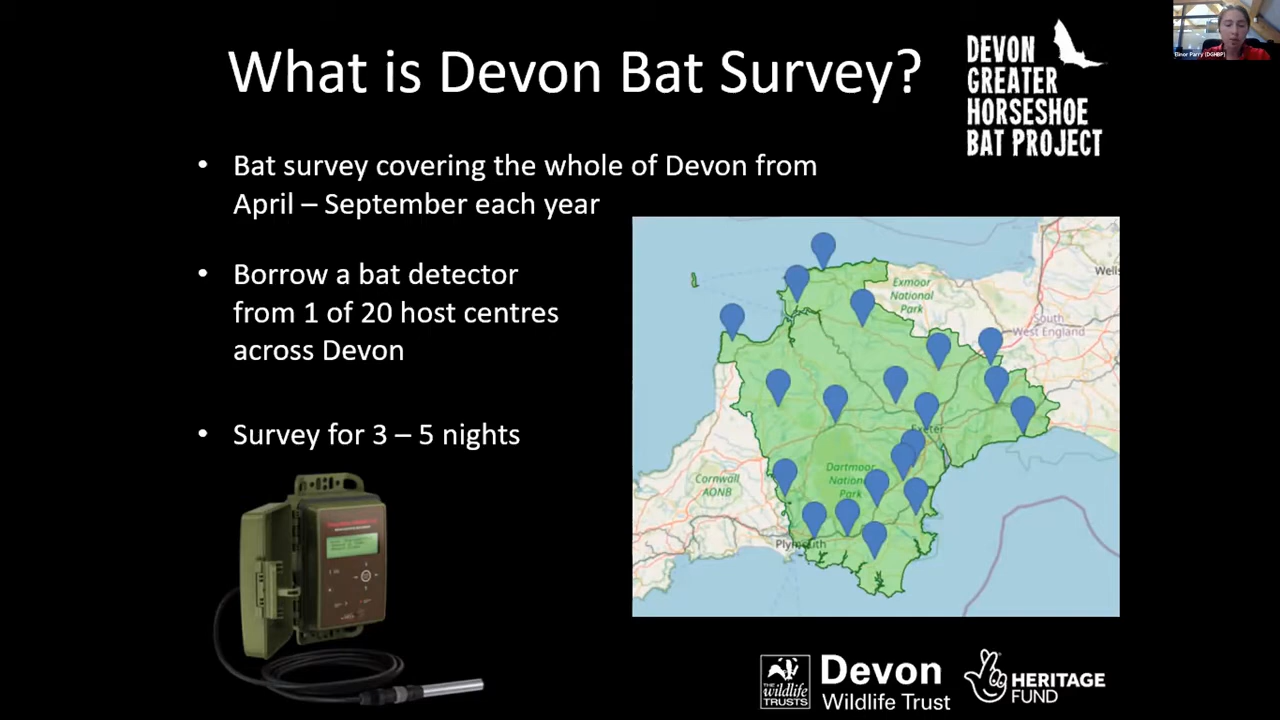 What is Devon Bat Survey?
DEVON
GREATER
HORSESHOE
BAT PROJECT
Elinor Parry (DGHBP)
• Bat survey covering the whole of Devon from
April – September each year
• Borrow a bat detector
from 1 of 20 host centres
across Devon
• Survey for 3 – 5 nights
Exmoor
National
Park
Wells
South
West England
Exeter
Dartmoor
National
Park
Cornwall
AONB
Plymouth
THE
wildlife
TRUSTS
Devon
Wildlife Trust
HERITAGE
FUND